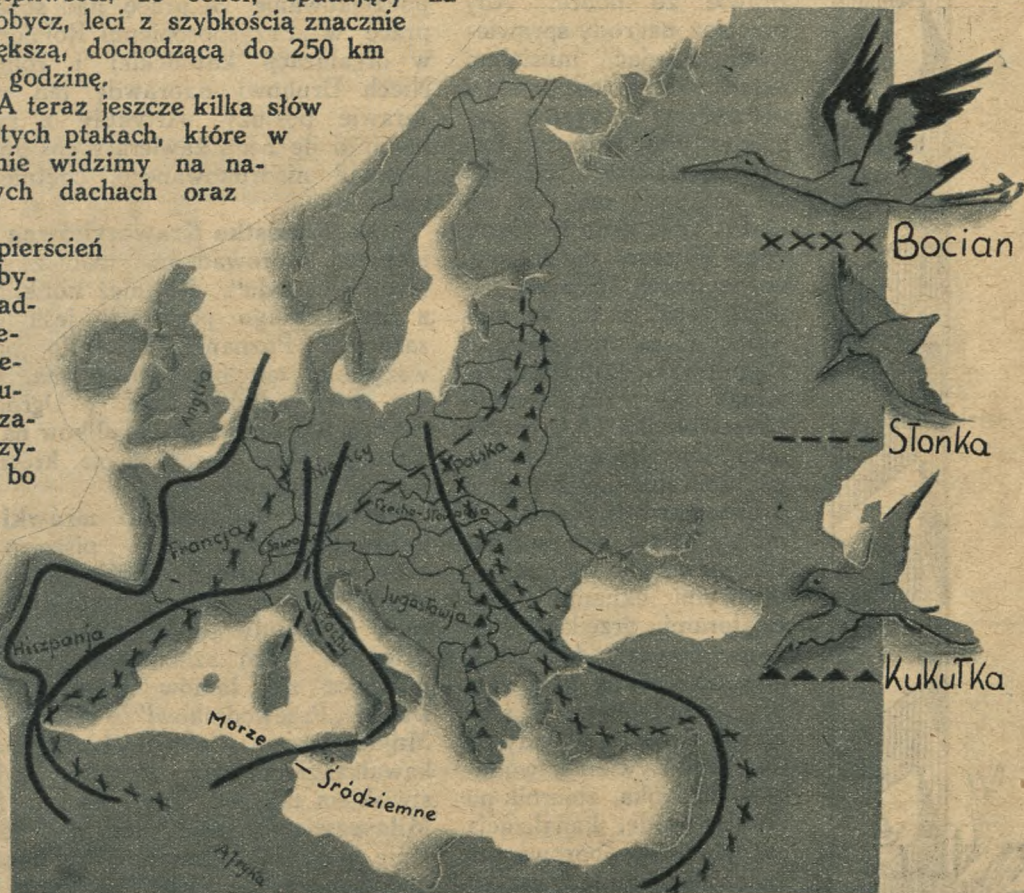 obycz, leci z szybkością znacznie
ększą, dochodzącą do 250 km
godzinę.
A teraz jeszcze kilka słów
tych ptakach, które w
nie widzimy na na-
ych dachach oraz
pierścień
by-
ad-
e-
e-
u-
za-
zy-
bo
Bocian
Słonka
Kukułka
Anglia
Polska
Czecho-Słowacja
Francja
Jugosławja
Włochy
Hiszpanja
Morze
Śródziemne
Afryka